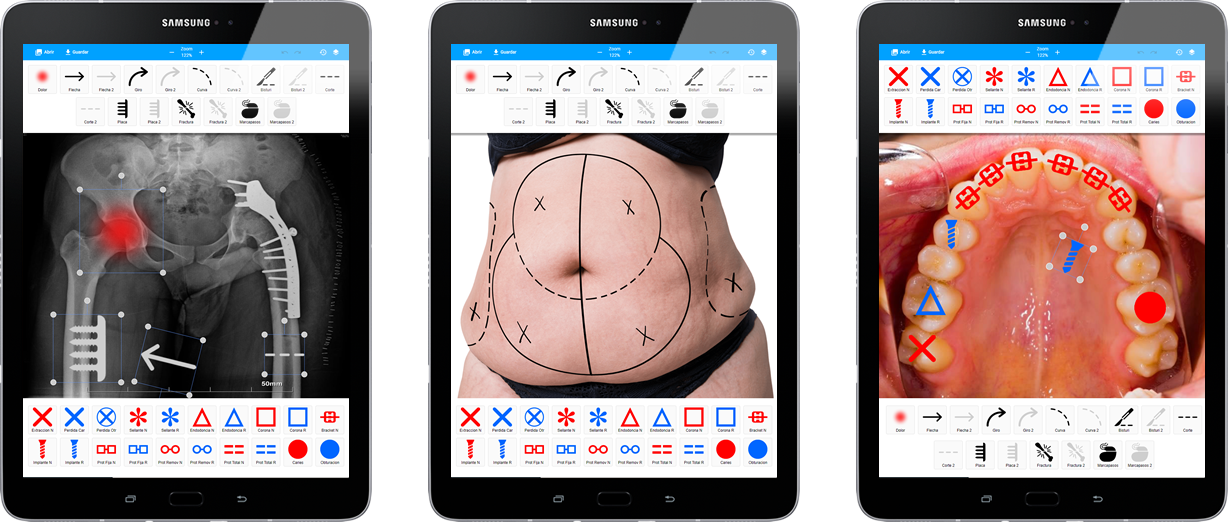 SAMSUNG
Abrir Guardar Zoom 122%
Dolor Flecha Flecha 2 Giro Giro 2 Curva Curva 2 Bisturi Bisturi 2 Corte
Corte 2 Placa Placa 2 Fractura Fractura 2 Marcapasos Marcapasos 2
50mm
Extraccion N Perdida Car Perdida Otr Sellante N Sellante R Endodoncia N Endodoncia R Corona N Corona R Bracket N
Implante N Implante R Prot Fija N Prot Fija R Prot Remov N Prot Remov R Prot Total N Prot Total R Caries Obturacion
SAMSUNG
Abrir Guardar Zoom 122%
Dolor Flecha Flecha 2 Giro Giro 2 Curva Curva 2 Bisturi Bisturi 2 Corte
Corte 2 Placa Placa 2 Fractura Fractura 2 Marcapasos Marcapasos 2
Extraccion N Perdida Car Perdida Otr Sellante N Sellante R Endodoncia N Endodoncia R Corona N Corona R Bracket N
Implante N Implante R Prot Fija N Prot Fija R Prot Remov N Prot Remov R Prot Total N Prot Total R Caries Obturacion
SAMSUNG
Abrir Guardar Zoom 122%
Extraccion N Perdida Car Perdida Otr Sellante N Sellante R Endodoncia N Endodoncia R Corona N Corona R Bracket N
Implante N Implante R Prot Fija N Prot Fija R Prot Remov N Prot Remov R Prot Total N Prot Total R Caries Obturacion
Dolor Flecha Flecha 2 Giro Giro 2 Curva Curva 2 Bisturi Bisturi 2 Corte
Corte 2 Placa Placa 2 Fractura Fractura 2 Marcapasos Marcapasos 2